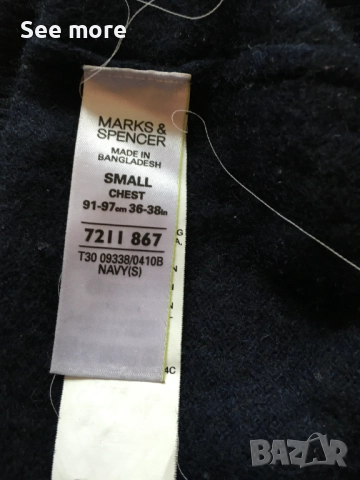 See more
MARKS &
SPENCER
MADE IN
BANGLADESH
SMALL
CHEST
91-97cm 36-38in
7211 867
T30 09338/0410B
NAVY(S)
BAZAR